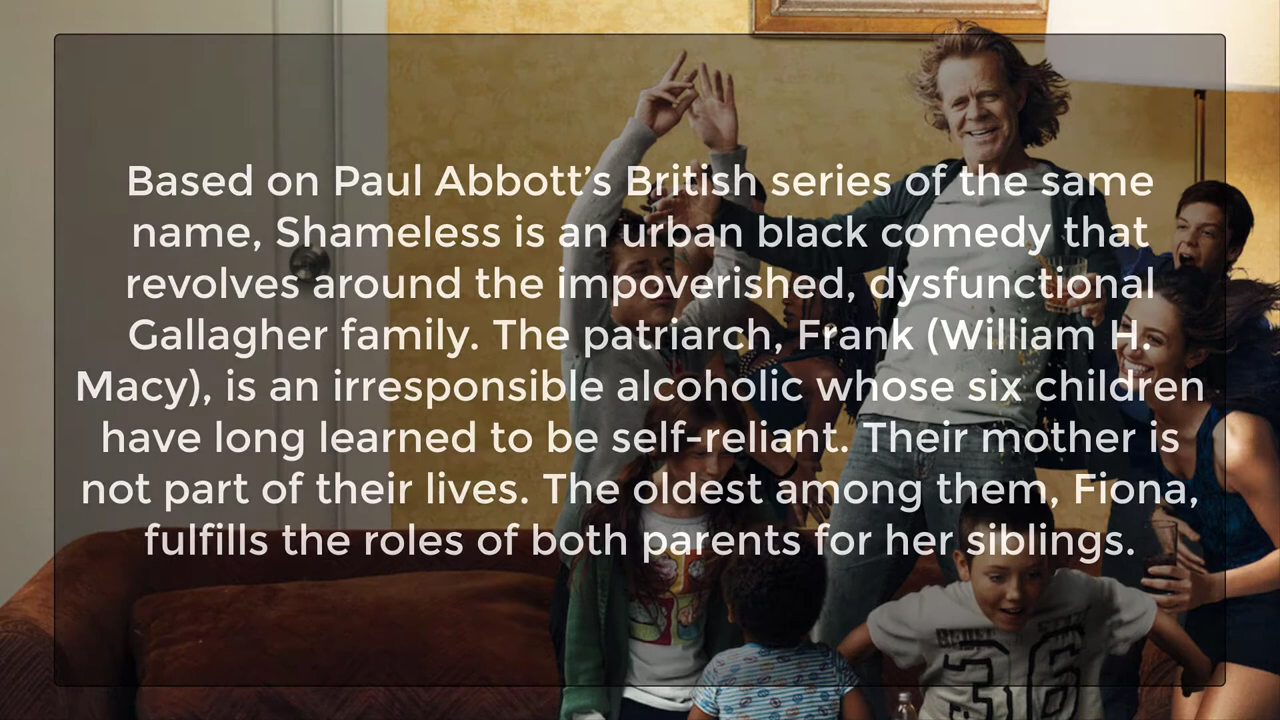 Based on Paul Abbott’s British series of the same
name, Shameless is an urban black comedy that
revolves around the impoverished, dysfunctional
Gallagher family. The patriarch, Frank (William H.
Macy), is an irresponsible alcoholic whose six children
have long learned to be self-reliant. Their mother is
not part of their lives. The oldest among them, Fiona,
fulfills the roles of both parents for her siblings.
36